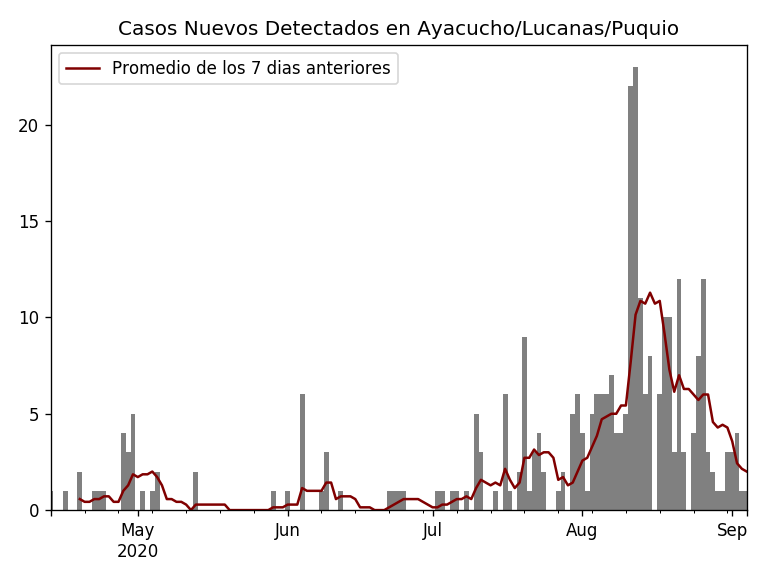 Casos Nuevos Detectados en Ayacucho/Lucanas/Puquio
Promedio de los 7 dias anteriores
20
15
10
5
0
May Jun Jul Aug Sep
2020